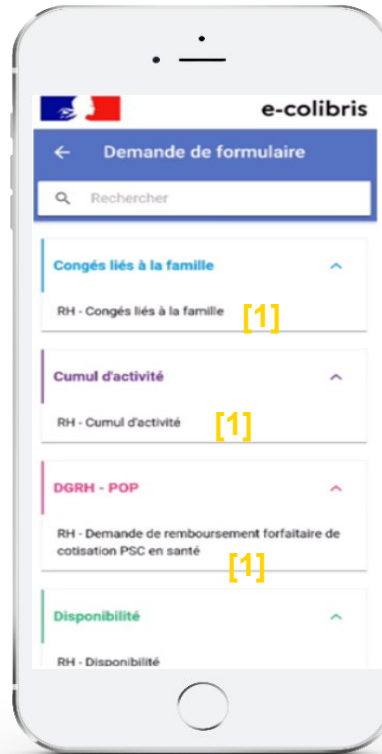 e-colibris
Demande de formulaire
Rechercher
Congés liés à la famille
RH - Congés liés à la famille [1]
Cumul d'activité
RH - Cumul d'activité [1]
DGRH - POP
RH - Demande de remboursement forfaitaire de
cotisation PSC en santé [1]
Disponibilité
RH - Disponibilité